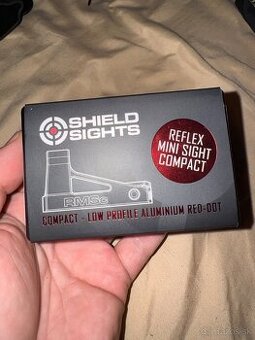 SHIELD
SIGHTS
REFLEX
MINI SIGHT
COMPACT
RMSc
COMPACT - LOW PROFILE ALUMINIUM RED-DOT